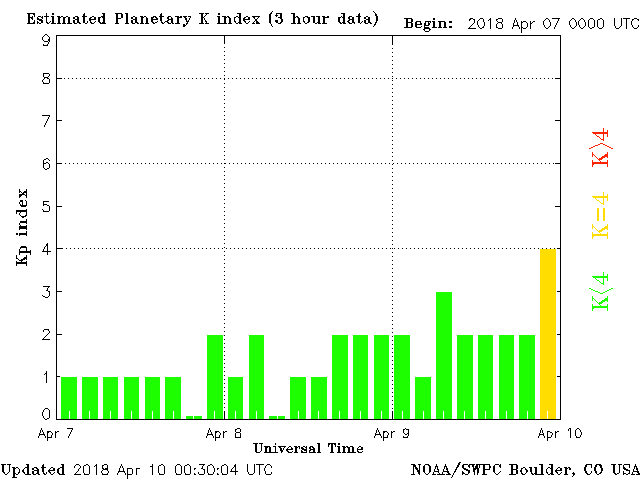 Estimated Planetary K index (3 hour data) Begin: 2018 Apr 07 0000 UTC
9
8
7
6
5
4
3
2
1
0
Kp index
K>4
K=4
K<4
Apr 7 Apr 8 Apr 9 Apr 10
Universal Time
Updated 2018 Apr 10 00:30:04 UTC NOAA/SWPC Boulder, CO USA